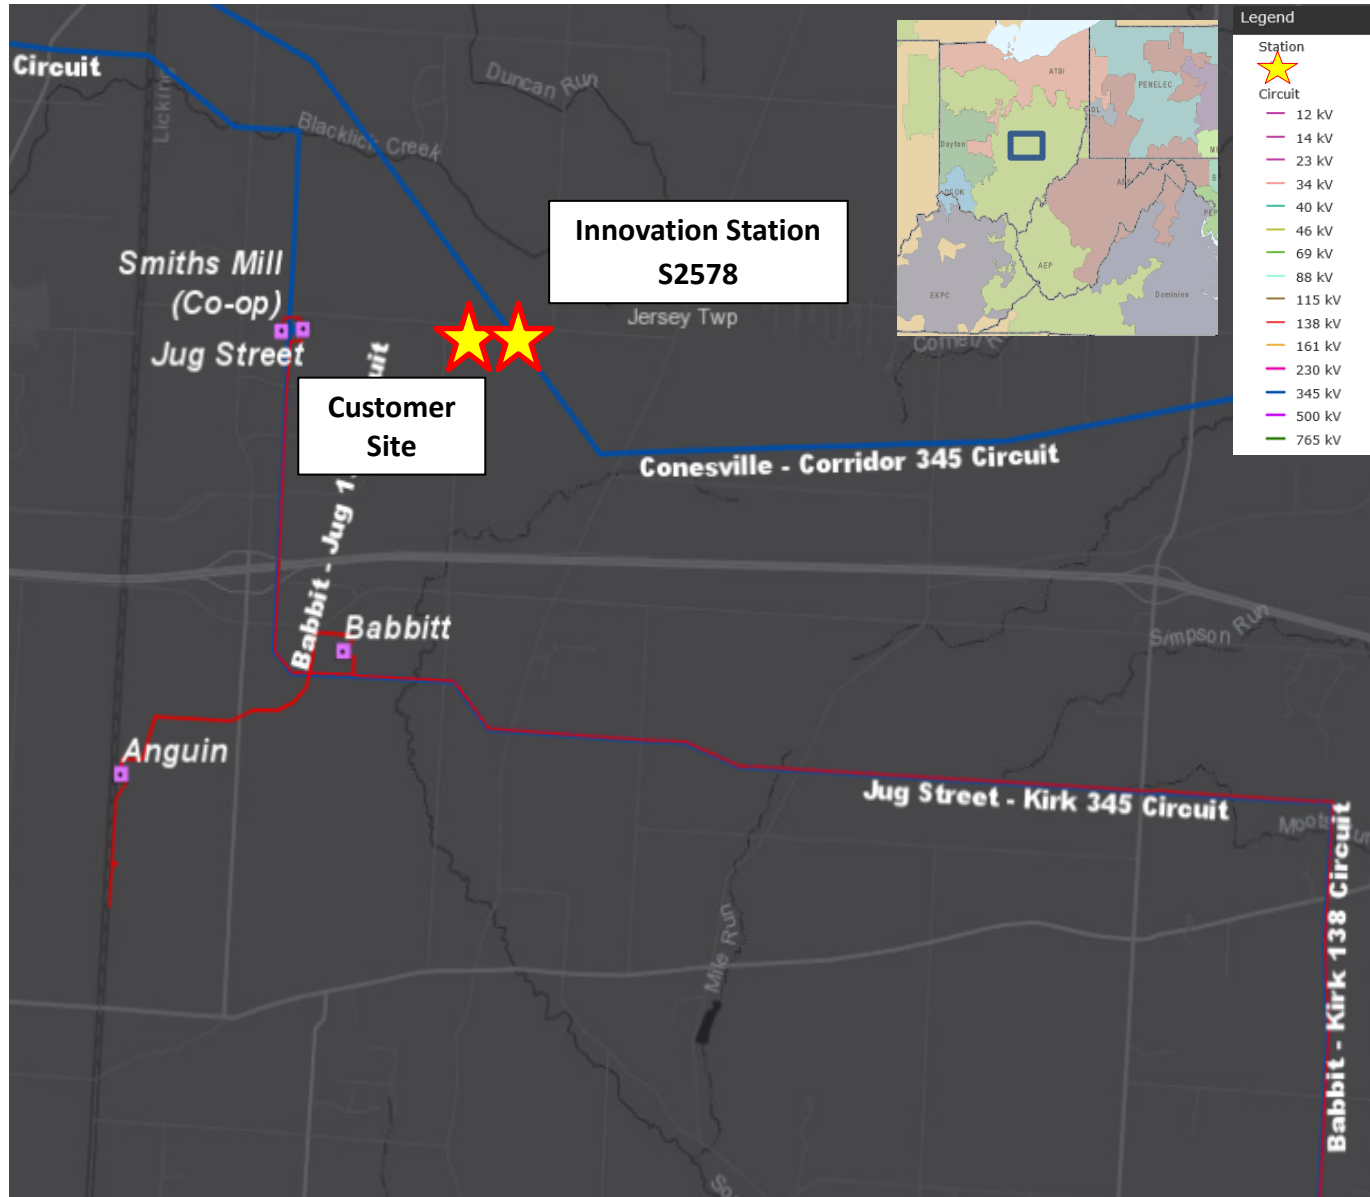 Circuit
Licking
Duncan Run
Blacklick Creek
Smiths Mill
(Co-op)
Jug Street
Innovation Station
S2578
Jersey Twp
Customer
Site
Conesville - Corridor 345 Circuit
Babbit - Jug 1
uit
Babbitt
Anguin
Simpson Run
Jug Street - Kirk 345 Circuit
Babbit - Kirk 138 Circuit
Mile Run
So
ATSI
PENELEC
DL
Dayton
DEOK
AEP
EKPC
Dominion
Legend
Station
Circuit
12 kV
14 kV
23 kV
34 kV
40 kV
46 kV
69 kV
88 kV
115 kV
138 kV
161 kV
230 kV
345 kV
500 kV
765 kV